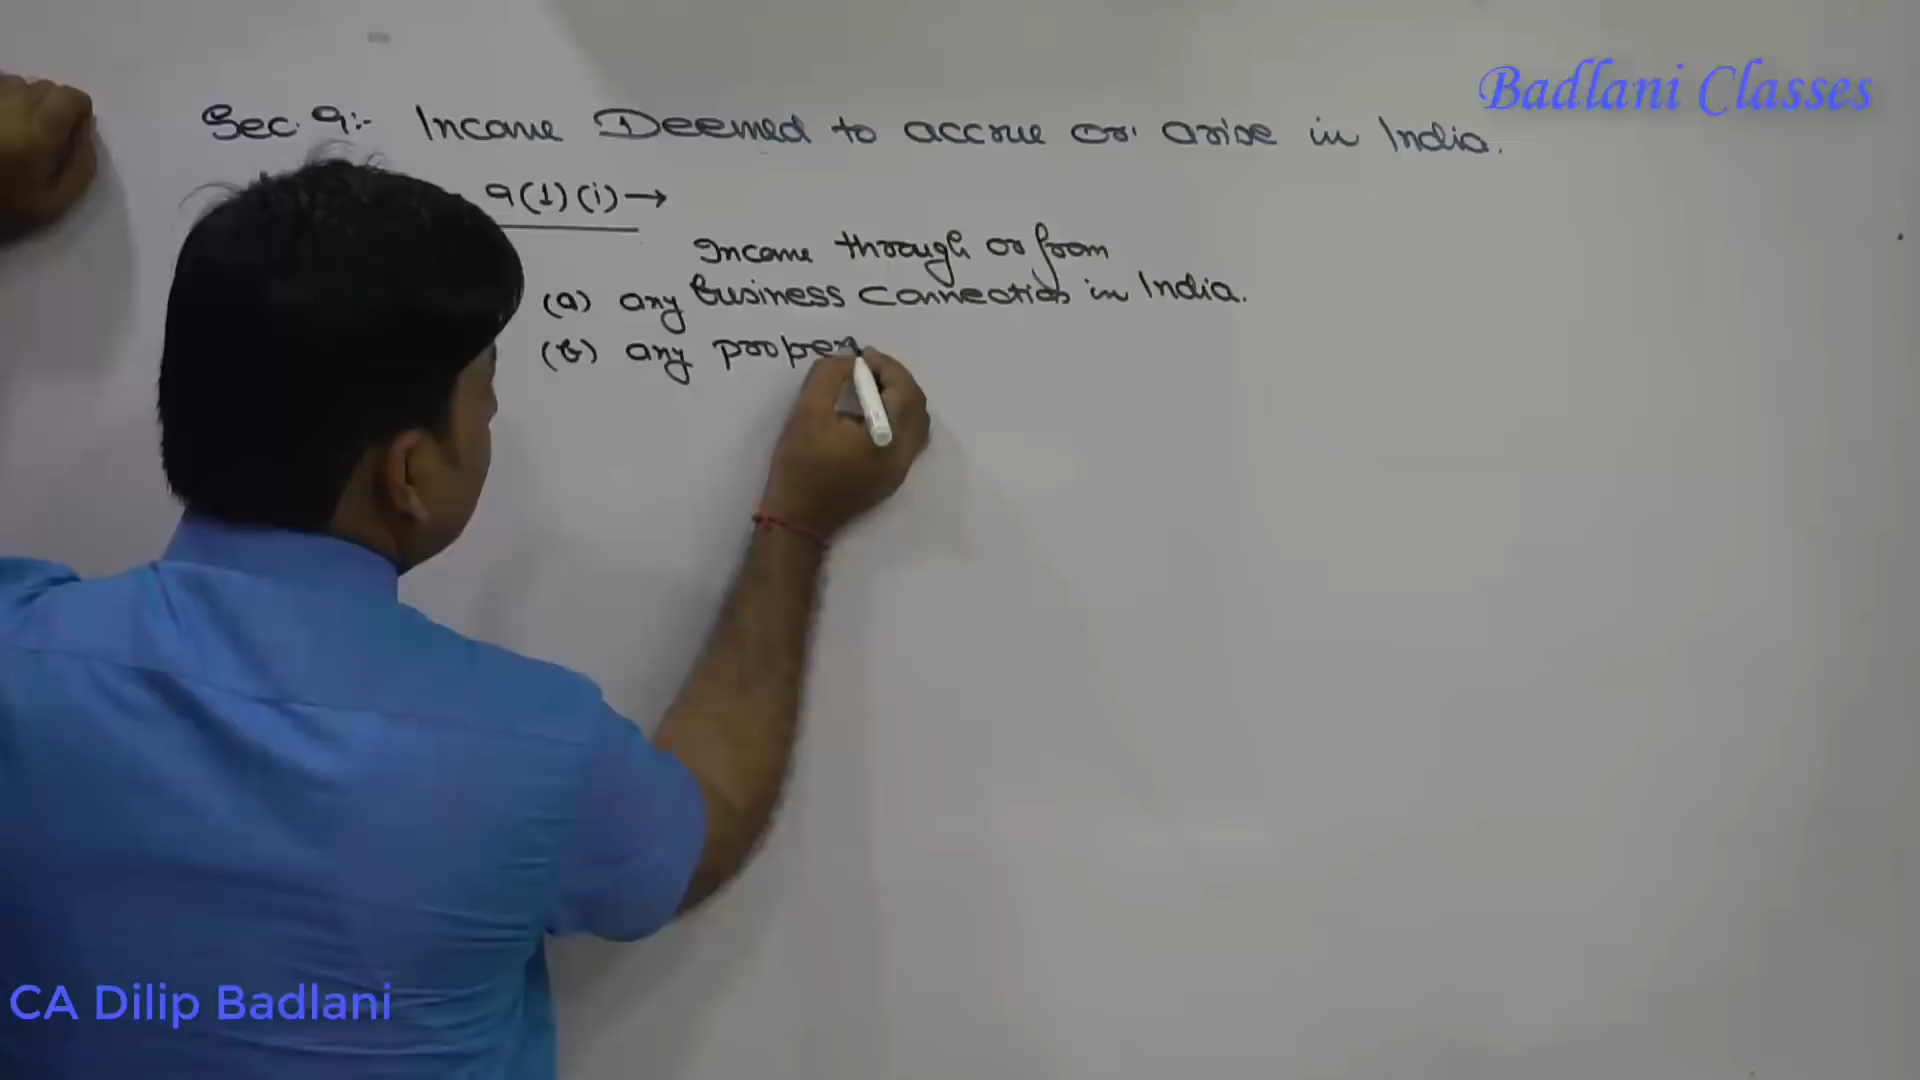 Badlani Classes
Sec. 9:- Income Deemed to accrue or arise in India.
9(1)(i) →
Income through or from
(a) any business connection in India.
(b) any proper
CA Dilip Badlani